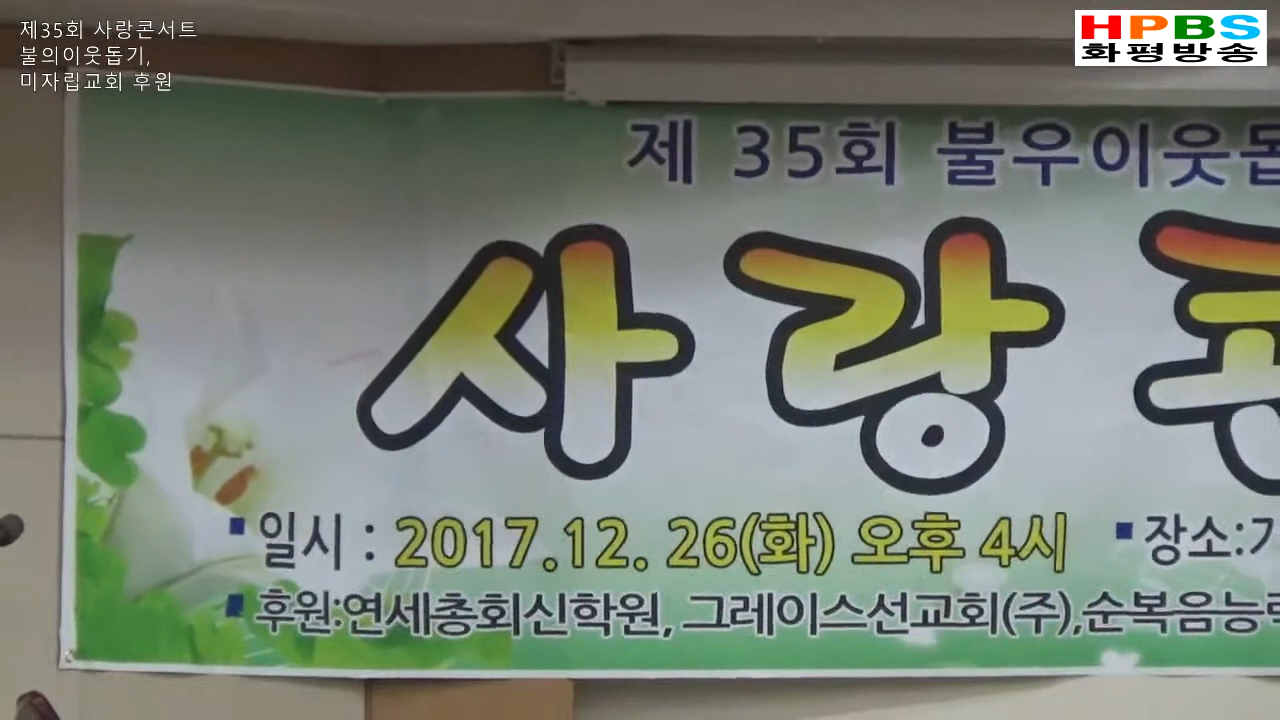 제35회 사랑콘서트
불의이웃돕기,
미자립교회 후원
HPBS
화평방송
제 35회 불우이웃돕
사랑
일시 : 2017.12. 26(화) 오후 4시
장소:기
후원:연세총회신학원, 그레이스선교회(주),순복음능력